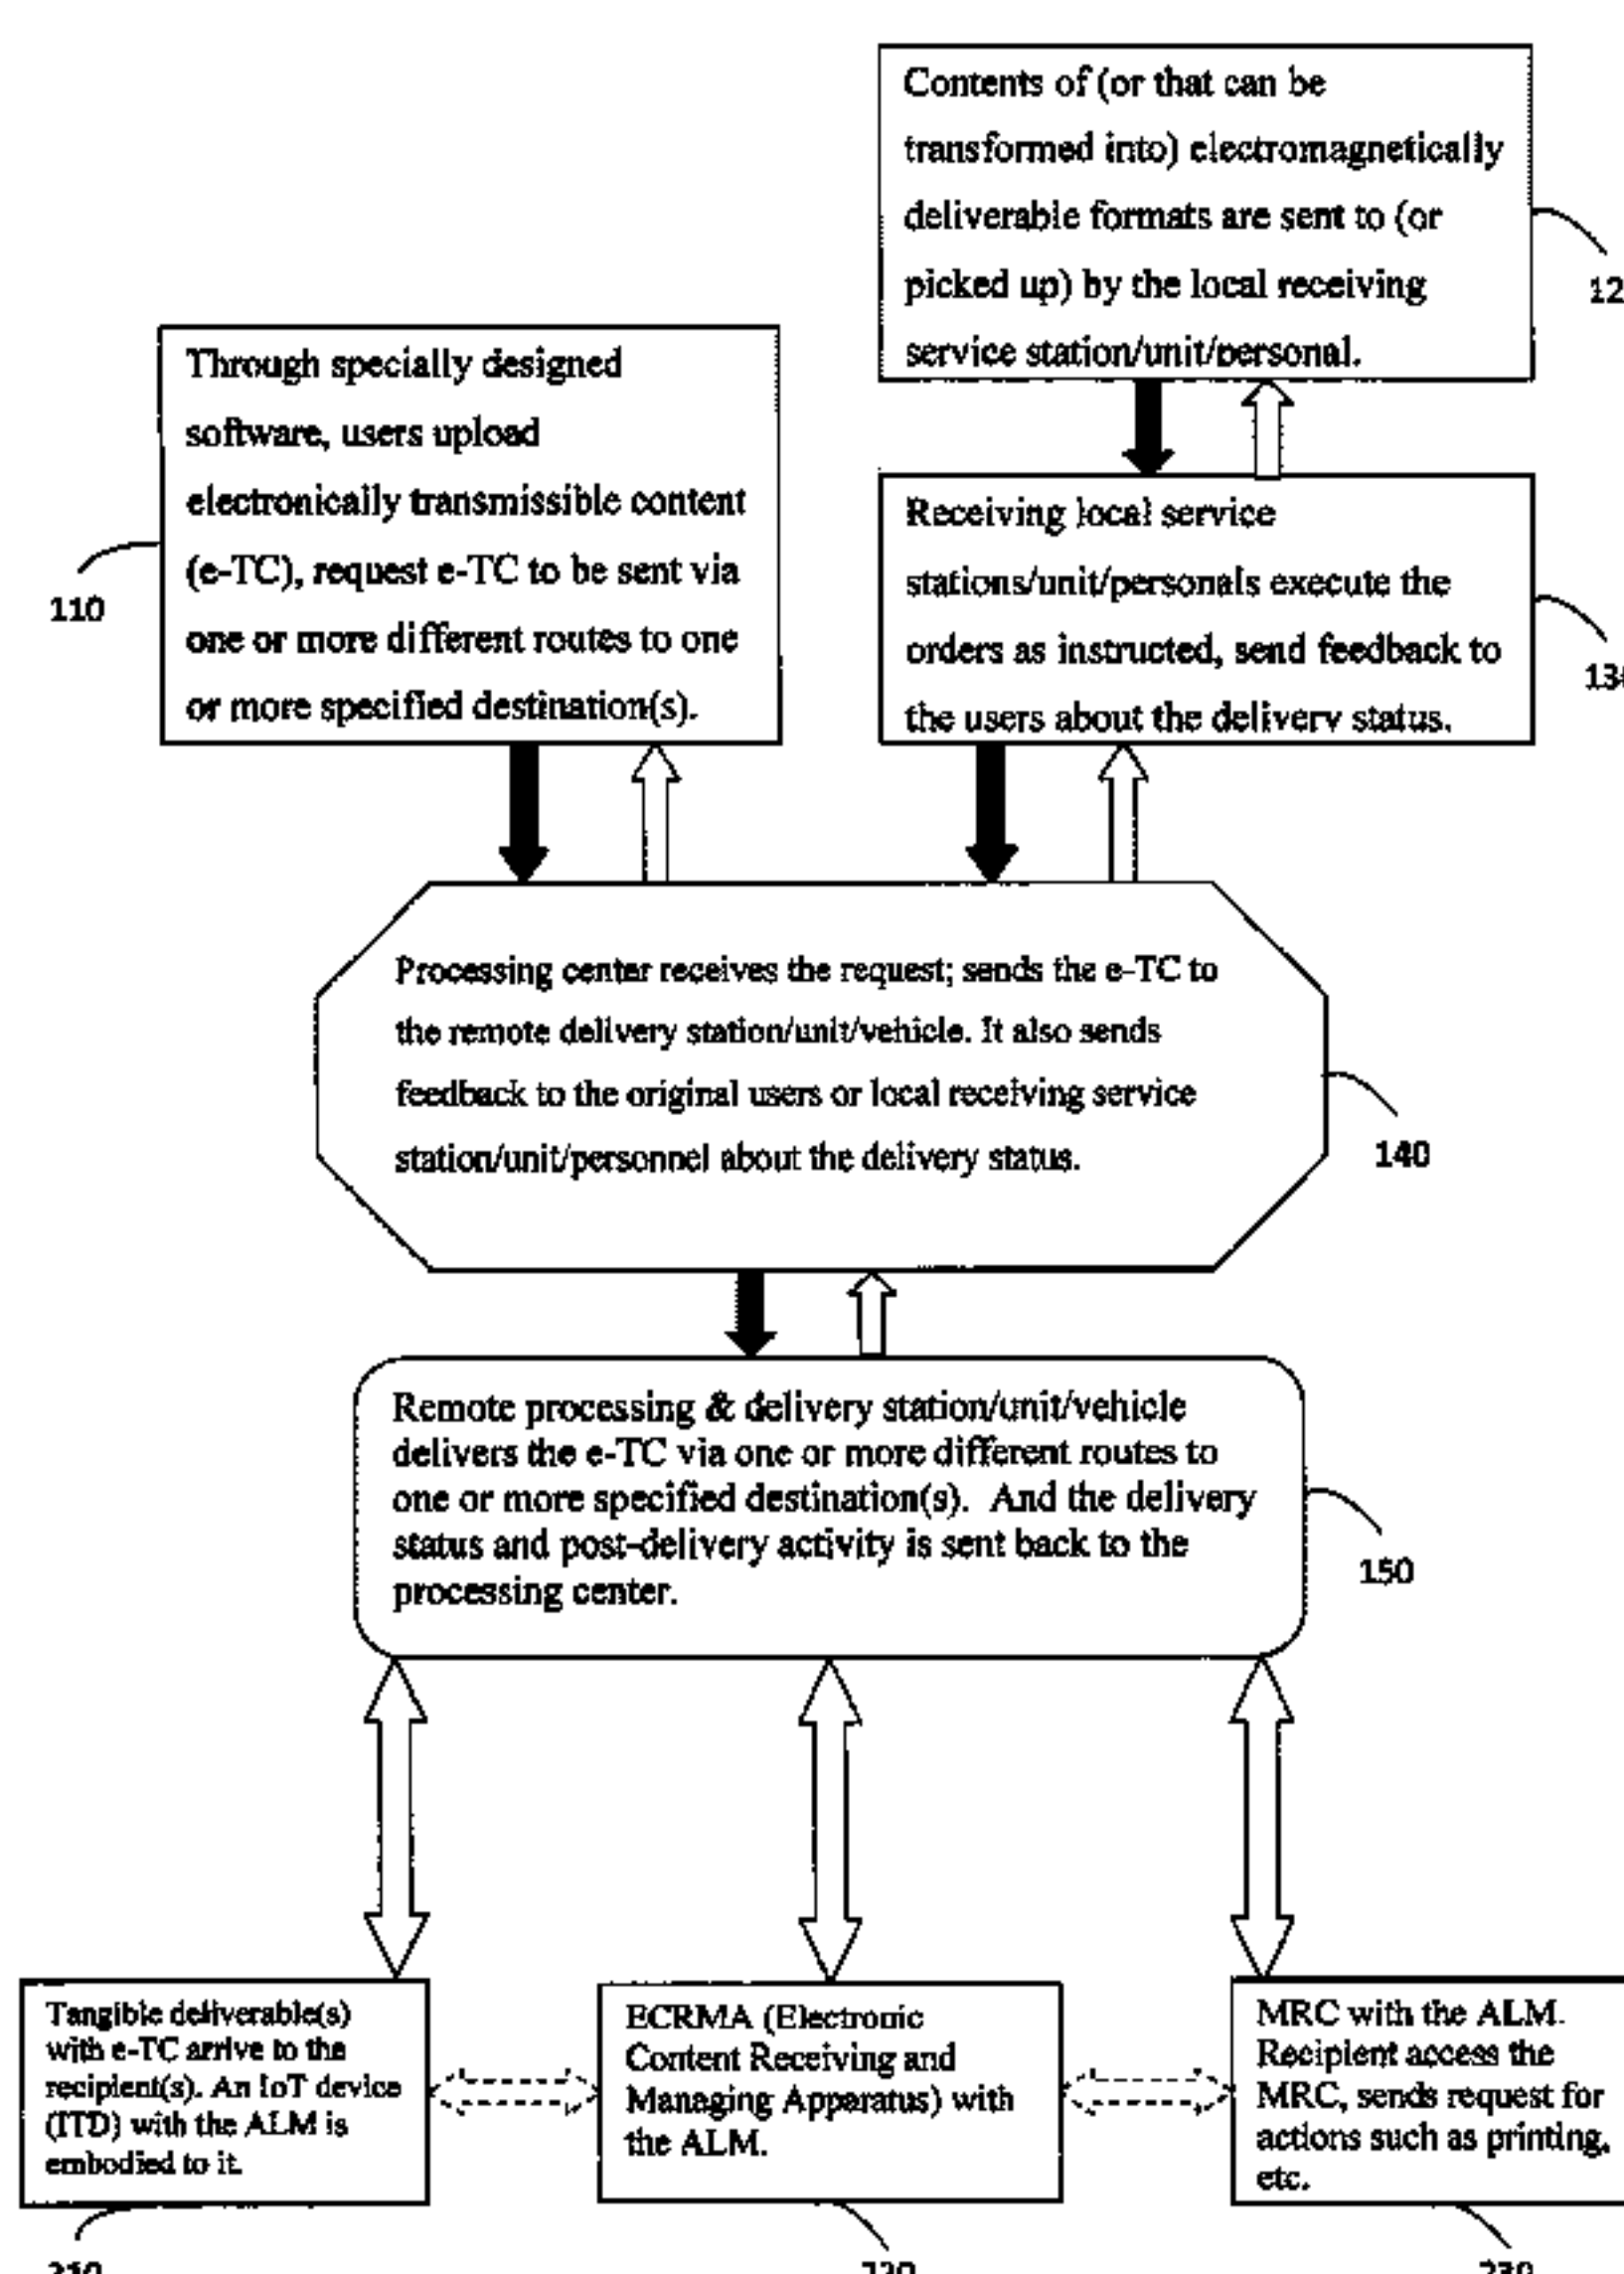 Contents of (or that can be
transformed into) electromagnetically
deliverable formats are sent to (or
picked up) by the local receiving
service station/unit/personal.
12
Through specially designed
software, users upload
electronically transmissible content
(e-TC), request e-TC to be sent via
one or more different routes to one
or more specified destination(s).
110
Receiving local service
stations/unit/personals execute the
orders as instructed, send feedback to
the users about the delivery status.
13
Processing center receives the request; sends the e-TC to
the remote delivery station/unit/vehicle. It also sends
feedback to the original users or local receiving service
station/unit/personnel about the delivery status.
140
Remote processing & delivery station/unit/vehicle
delivers the e-TC via one or more different routes to
one or more specified destination(s). And the delivery
status and post-delivery activity is sent back to the
processing center.
150
Tangible deliverable(s)
with e-TC arrive to the
recipient(s). An IoT device
(ITD) with the ALM is
embodied to it.
ECRMA (Electronic
Content Receiving and
Managing Apparatus) with
the ALM.
MRC with the ALM.
Recipient access the
MRC, sends request for
actions such as printing,
etc.